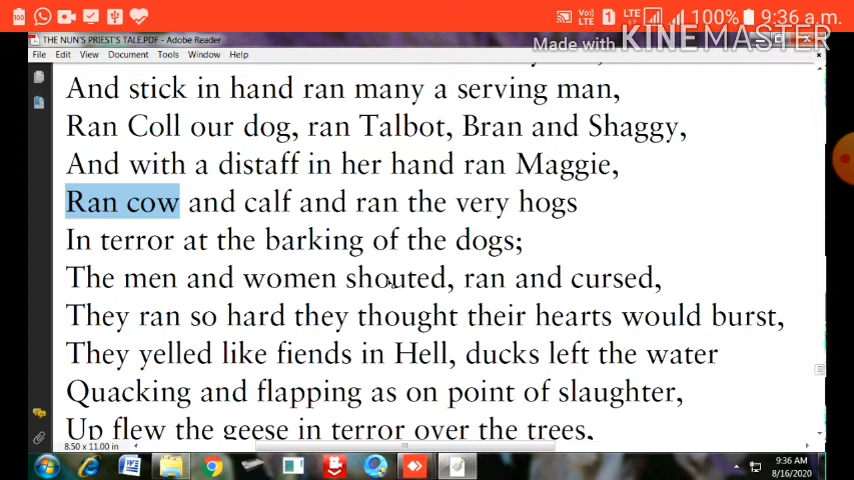 100 Vo) LTE 1 LTE 100% 9:36 a.m.
THE NUN'S PRIEST'S TALE.PDF - Adobe Reader
Made with KINEMASTER
File Edit View Document Tools Window Help
And stick in hand ran many a serving man,
Ran Coll our dog, ran Talbot, Bran and Shaggy,
And with a distaff in her hand ran Maggie,
Ran cow and calf and ran the very hogs
In terror at the barking of the dogs;
The men and women shouted, ran and cursed,
They ran so hard they thought their hearts would burst,
They yelled like fiends in Hell, ducks left the water
Quacking and flapping as on point of slaughter,
Up flew the geese in terror over the trees,
8.50 x 11.00 in
9:36 AM
8/16/2020